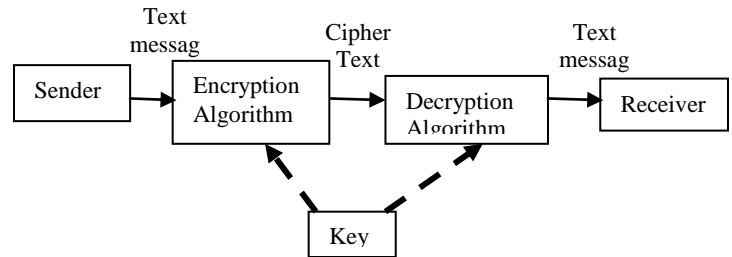 Text
messag
Cipher
Text
Text
messag
Sender
Encryption
Algorithm
Decryption
Algorithm
Receiver
Key